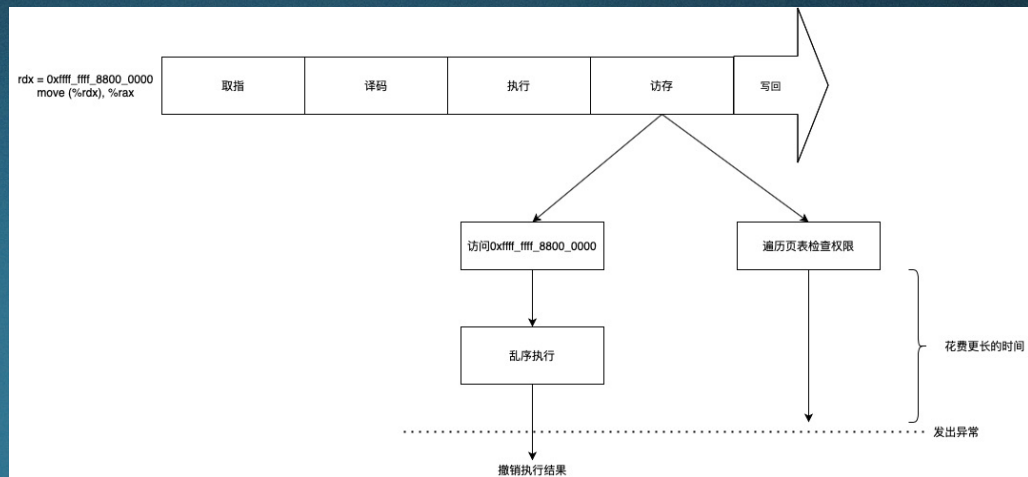 rdx = 0xffff_ffff_8800_0000
move (%rdx), %rax
取指
译码
执行
访存
写回
访问0xffff_ffff_8800_0000
遍历页表检查权限
乱序执行
花费更长的时间
发出异常
撤销执行结果